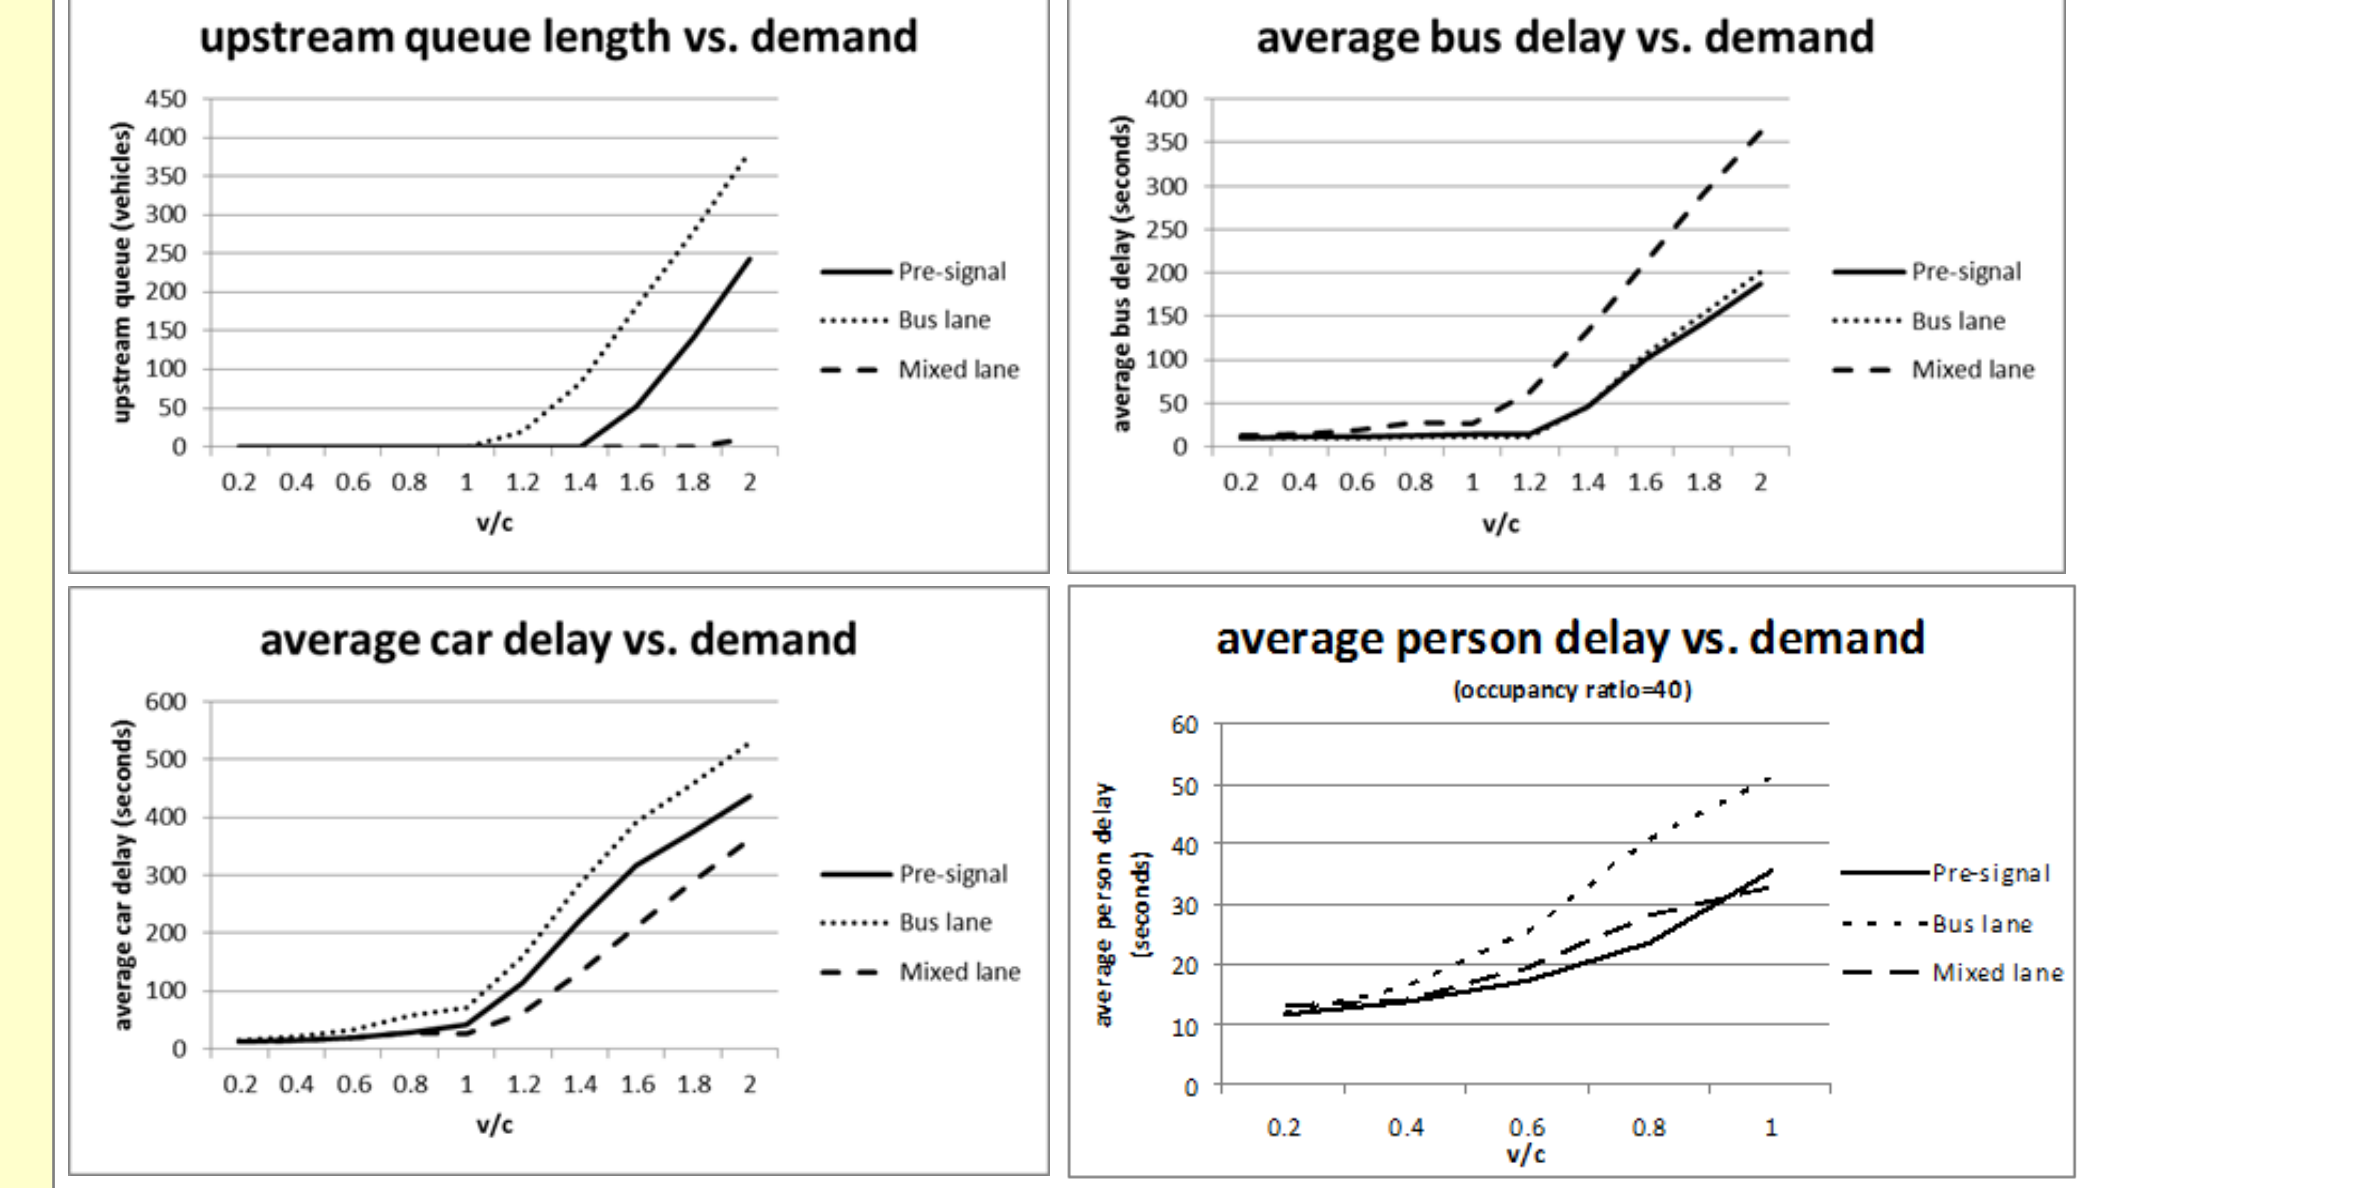 upstream queue length vs. demand
upstream queue (vehicles)
450
400
350
300
250
200
150
100
50
0
0.2 0.4 0.6 0.8 1 1.2 1.4 1.6 1.8 2
v/c
Pre-signal
Bus lane
Mixed lane
average bus delay vs. demand
average bus delay (seconds)
400
350
300
250
200
150
100
50
0
0.2 0.4 0.6 0.8 1 1.2 1.4 1.6 1.8 2
v/c
Pre-signal
Bus lane
Mixed lane
average car delay vs. demand
average car delay (seconds)
600
500
400
300
200
100
0
0.2 0.4 0.6 0.8 1 1.2 1.4 1.6 1.8 2
v/c
Pre-signal
Bus lane
Mixed lane
average person delay vs. demand
(occupancy ratio=40)
average person delay
(seconds)
60
50
40
30
20
10
0
0.2 0.4 0.6 0.8 1
v/c
Pre-signal
Bus lane
Mixed lane